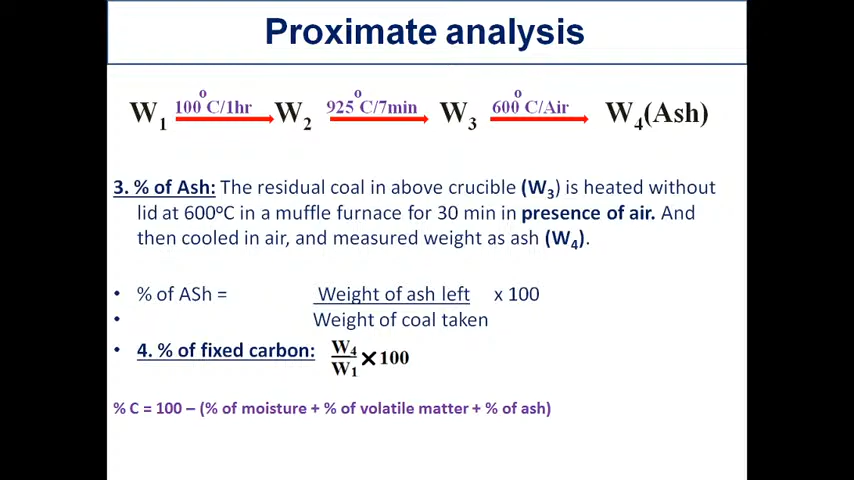 Proximate analysis
W₁ 100°C/1hr W₂ 925°C/7min W₃ 600°C/Air W₄(Ash)
3. % of Ash: The residual coal in above crucible (W₃) is heated without
lid at 600°C in a muffle furnace for 30 min in presence of air. And
then cooled in air, and measured weight as ash (W₄).
• % of ASh = Weight of ash left x 100
• Weight of coal taken
• 4. % of fixed carbon: W₄/W₁ ×100
% C = 100 – (% of moisture + % of volatile matter + % of ash)